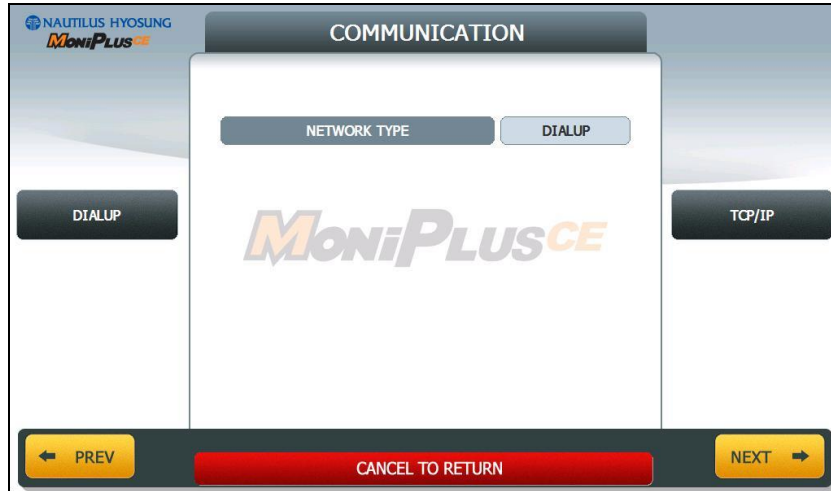 NAUTILUS HYOSUNG
MONiPLUSCE
COMMUNICATION
NETWORK TYPE
DIALUP
DIALUP
TCP/IP
MONiPLUSCE
PREV
CANCEL TO RETURN
NEXT